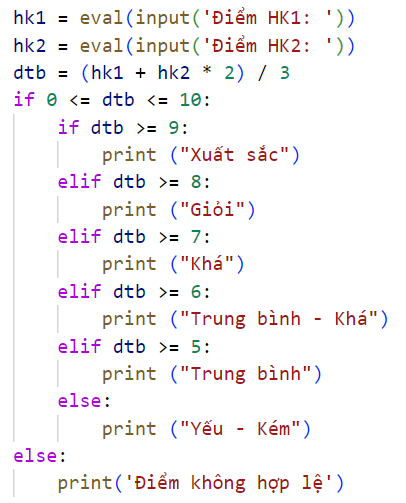 hk1 = eval(input('Điểm HK1: '))
hk2 = eval(input('Điểm HK2: '))
dtb = (hk1 + hk2 * 2) / 3
if 0 <= dtb <= 10:
    if dtb >= 9:
        print ("Xuất sắc")
    elif dtb >= 8:
        print ("Giỏi")
    elif dtb >= 7:
        print ("Khá")
    elif dtb >= 6:
        print ("Trung bình - Khá")
    elif dtb >= 5:
        print ("Trung bình")
    else:
        print ("Yếu - Kém")
else:
    print('Điểm không hợp lệ')